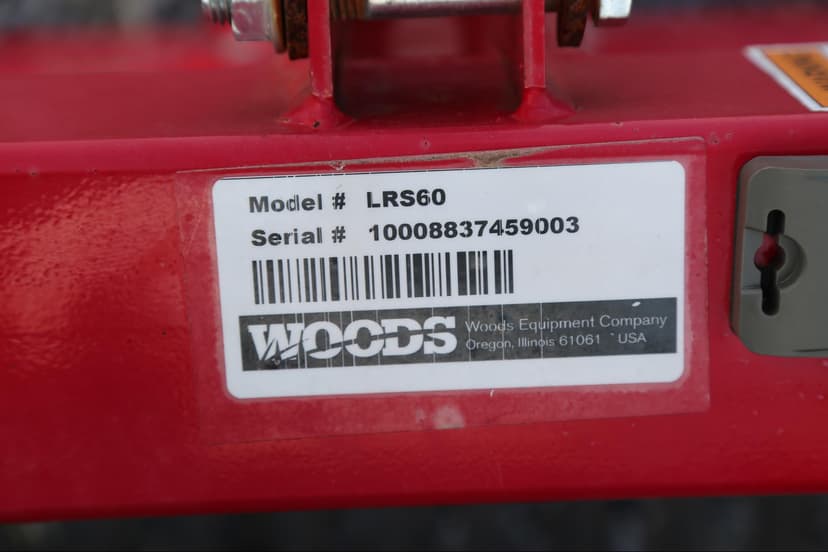 Model # LRS60
Serial # 10008837459003
WOODS
Woods Equipment Company
Oregon, Illinois 61061 USA